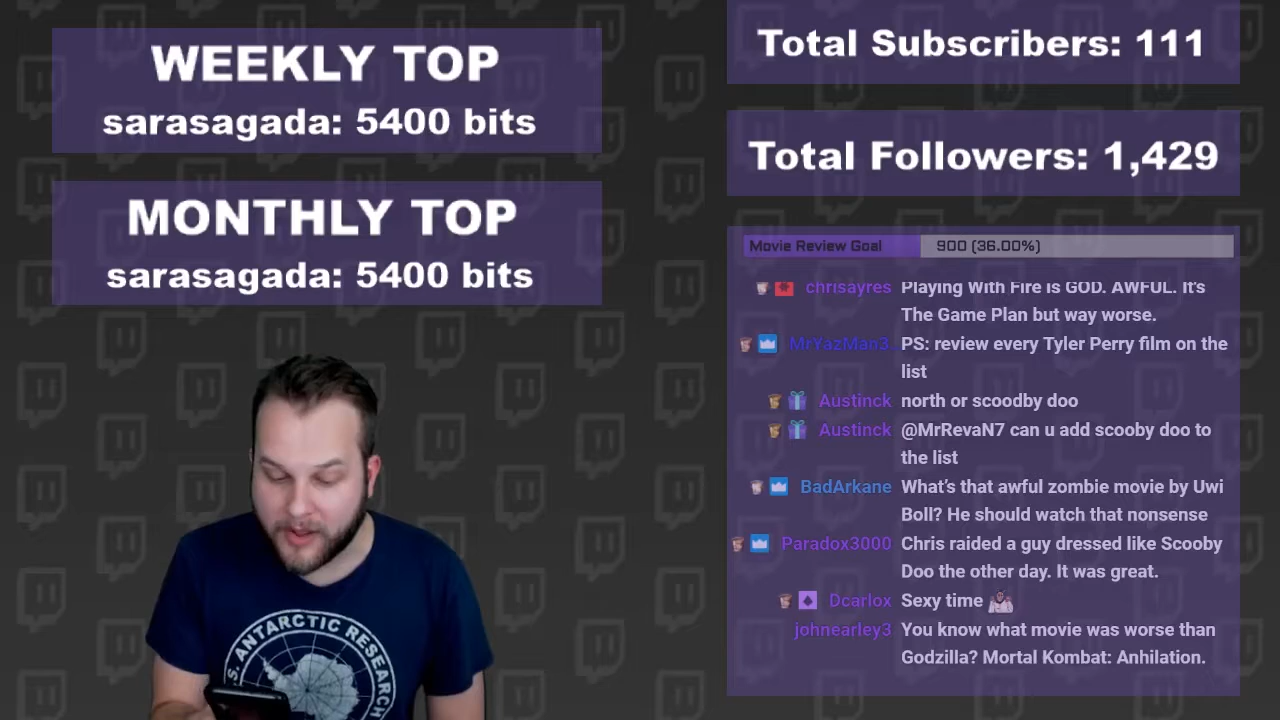 WEEKLY TOP
sarasagada: 5400 bits
MONTHLY TOP
sarasagada: 5400 bits
Total Subscribers: 111
Total Followers: 1,429
Movie Review Goal 900 (36.00%)
chrisayres Playing With Fire is GOD. AWFUL. It's
The Game Plan but way worse.
MrYazMan3.. PS: review every Tyler Perry film on the
list
Austinck north or scoodby doo
Austinck @MrRevaN7 can u add scooby doo to
the list
BadArkane What's that awful zombie movie by Uwi
Boll? He should watch that nonsense
Paradox3000 Chris raided a guy dressed like Scooby
Doo the other day. It was great.
Dcarlox Sexy time
johnearley3 You know what movie was worse than
Godzilla? Mortal Kombat: Anhilation.
S. ANTARCTIC RESEARCH